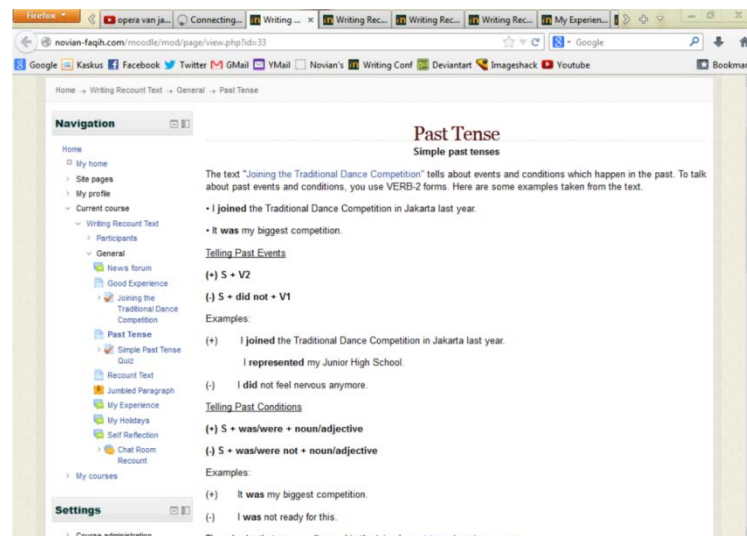 Firefox
opera van ja...
Connecting...
Writing ... ×
Writing Rec...
Writing Rec...
Writing Rec...
My Experien...
novian-faqih.com/moodle/mod/page/view.php?id=33
Google
Google Kaskus Facebook Twitter GMail YMail Novian's Writing Conf Deviantart Imageshack Youtube
Bookmar
Home → Writing Recount Text → General → Past Tense
Navigation
Home
My home
Site pages
My profile
Current course
Writing Recount Text
Participants
General
News forum
Good Experience
Joining the
Traditional Dance
Competition
Past Tense
Simple Past Tense
Quiz
Recount Text
Jumbled Paragraph
My Experience
My Holidays
Self Reflection
Chat Room
Recount
My courses
Settings
Course administration
Past Tense
Simple past tenses
The text "Joining the Traditional Dance Competition" tells about events and conditions which happen in the past. To talk
about past events and conditions, you use VERB-2 forms. Here are some examples taken from the text.
• I joined the Traditional Dance Competition in Jakarta last year.
• It was my biggest competition.
Telling Past Events
(+) S + V2
(-) S + did not + V1
Examples:
(+) I joined the Traditional Dance Competition in Jakarta last year.
I represented my Junior High School.
(-) I did not feel nervous anymore.
Telling Past Conditions
(+) S + was/were + noun/adjective
(-) S + was/were not + noun/adjective
Examples:
(+) It was my biggest competition.
(-) I was not ready for this.